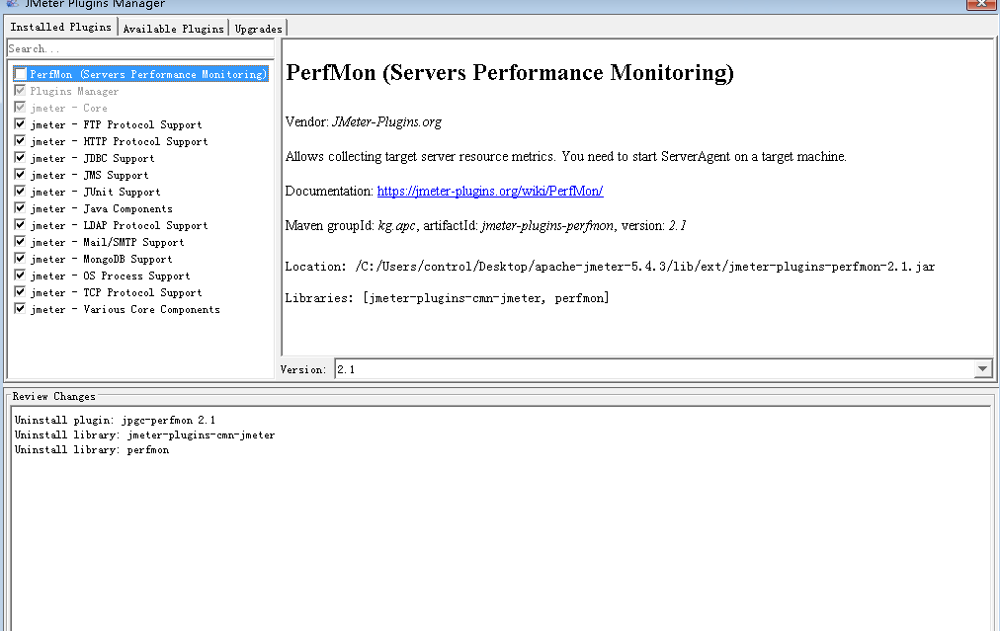 JMeter Plugins Manager
Installed Plugins
Available Plugins
Upgrades
Search...
PerfMon (Servers Performance Monitoring)
Plugins Manager
jmeter - Core
jmeter - FTP Protocol Support
jmeter - HTTP Protocol Support
jmeter - JDBC Support
jmeter - JMS Support
jmeter - JUnit Support
jmeter - Java Components
jmeter - LDAP Protocol Support
jmeter - Mail/SMTP Support
jmeter - MongoDB Support
jmeter - OS Process Support
jmeter - TCP Protocol Support
jmeter - Various Core Components
PerfMon (Servers Performance Monitoring)
Vendor: JMeter-Plugins.org
Allows collecting target server resource metrics. You need to start ServerAgent on a target machine.
Documentation: https://jmeter-plugins.org/wiki/PerfMon/
Maven groupId: kg.apc, artifactId: jmeter-plugins-perfmon, version: 2.1
Location: /C:/Users/control/Desktop/apache-jmeter-5.4.3/lib/ext/jmeter-plugins-perfmon-2.1.jar
Libraries: [jmeter-plugins-cmn-jmeter, perfmon]
Version: 2.1
Review Changes
Uninstall plugin: jpgc-perfmon 2.1
Uninstall library: jmeter-plugins-cmn-jmeter
Uninstall library: perfmon